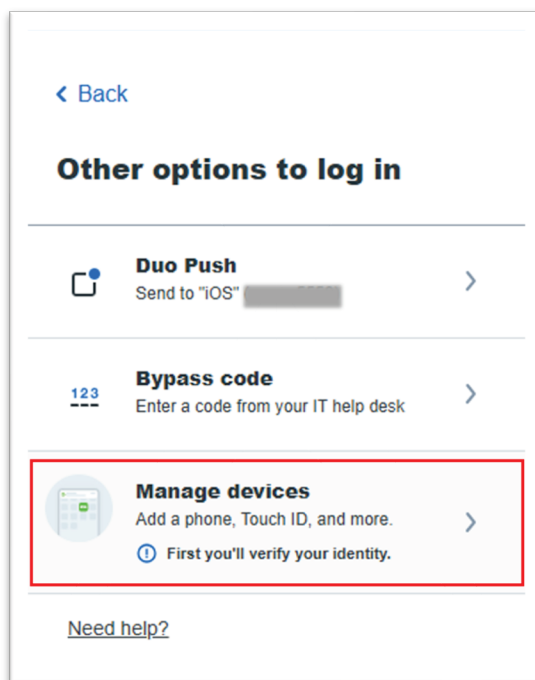 Back
Other options to log in
Duo Push
Send to "iOS"
123
Bypass code
Enter a code from your IT help desk
Manage devices
Add a phone, Touch ID, and more.
First you'll verify your identity.
Need help?